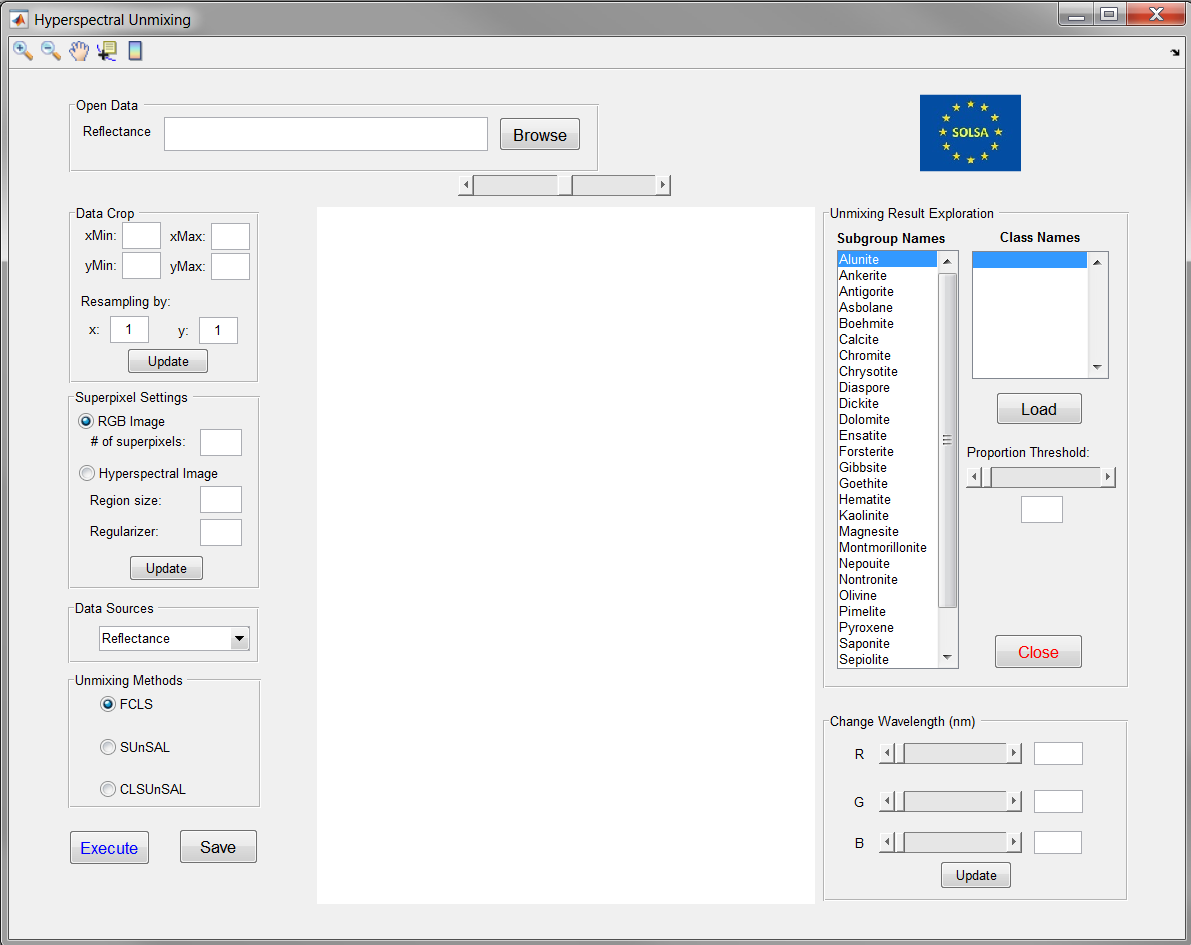 Hyperspectral Unmixing
Open Data
Reflectance
Browse
SOLSA
Data Crop
xMin:
xMax:
yMin:
yMax:
Resampling by:
x: 1
y: 1
Update
Superpixel Settings
RGB Image
# of superpixels:
Hyperspectral Image
Region size:
Regularizer:
Update
Data Sources
Reflectance
Unmixing Methods
FCLS
SUnSAL
CLSUnSAL
Execute
Save
Unmixing Result Exploration
Subgroup Names
Alunite
Ankerite
Antigorite
Asbolane
Boehmite
Calcite
Chromite
Chrysotite
Diaspore
Dickite
Dolomite
Ensatite
Forsterite
Gibbsite
Goethite
Hematite
Kaolinite
Magnesite
Montmorillonite
Nepouite
Nontronite
Olivine
Pimelite
Pyroxene
Saponite
Sepiolite
Class Names
Load
Proportion Threshold:
Close
Change Wavelength (nm)
R
G
B
Update